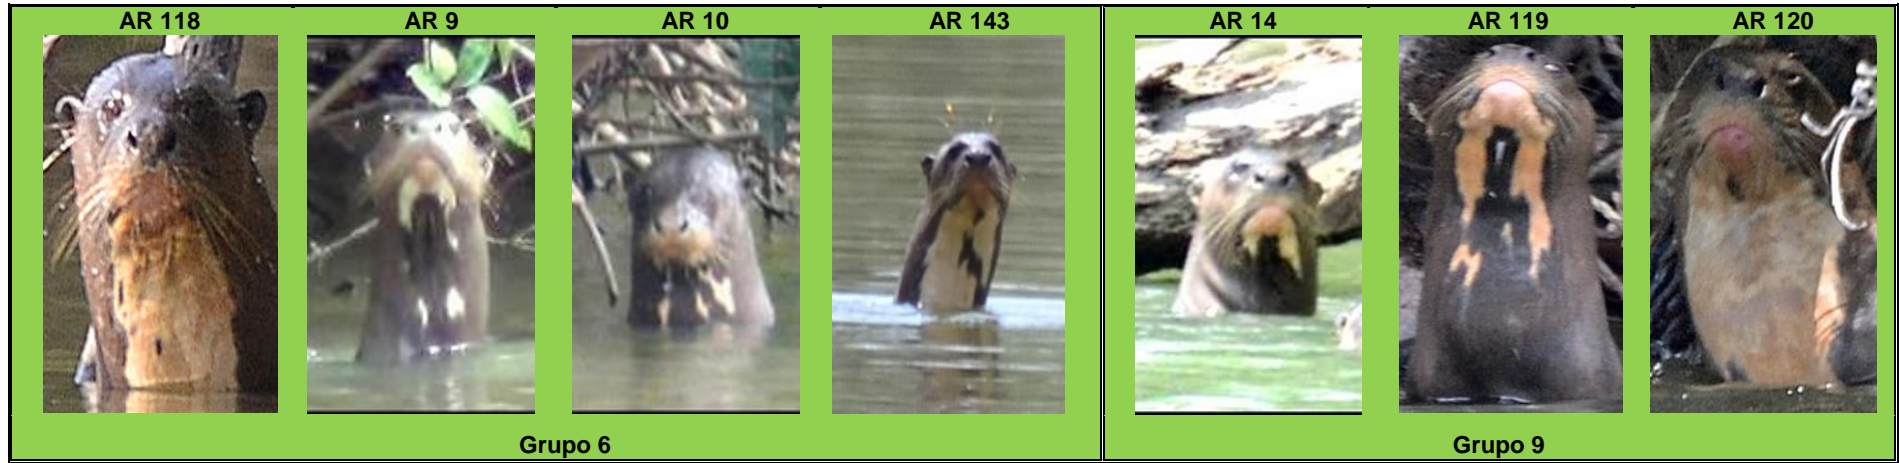 AR 118 AR 9 AR 10 AR 143 AR 14 AR 119 AR 120
Grupo 6 Grupo 9